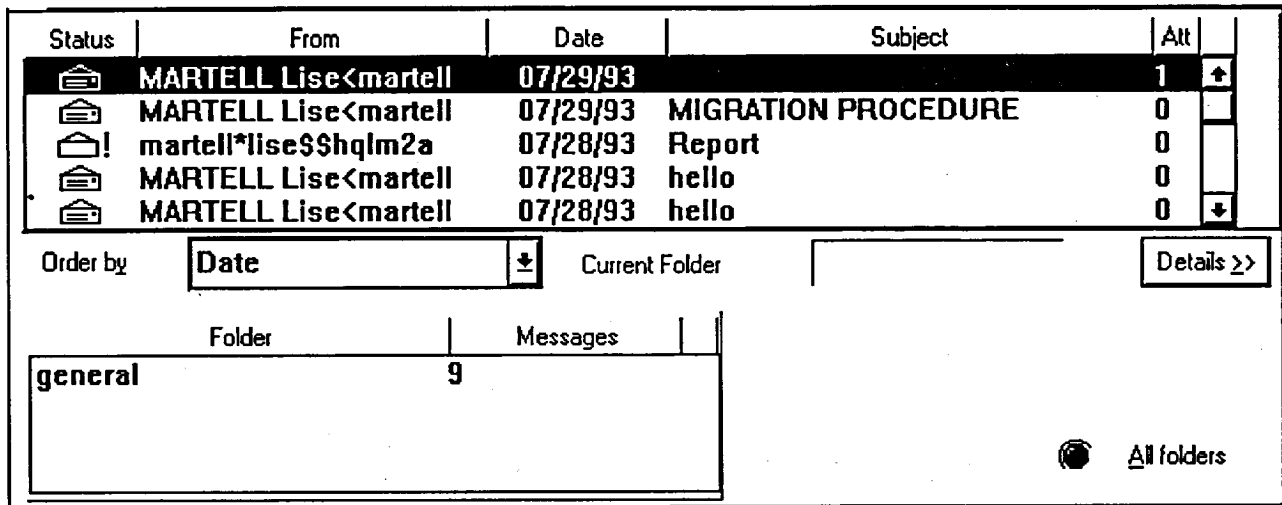 Status From Date Subject Att
MARTELL Lise<martell 07/29/93 1
MARTELL Lise<martell 07/29/93 MIGRATION PROCEDURE 0
! martell*lise$$hqlm2a 07/28/93 Report 0
MARTELL Lise<martell 07/28/93 hello 0
MARTELL Lise<martell 07/28/93 hello 0
Order by Date Current Folder Details >>
Folder Messages
general 9
All folders